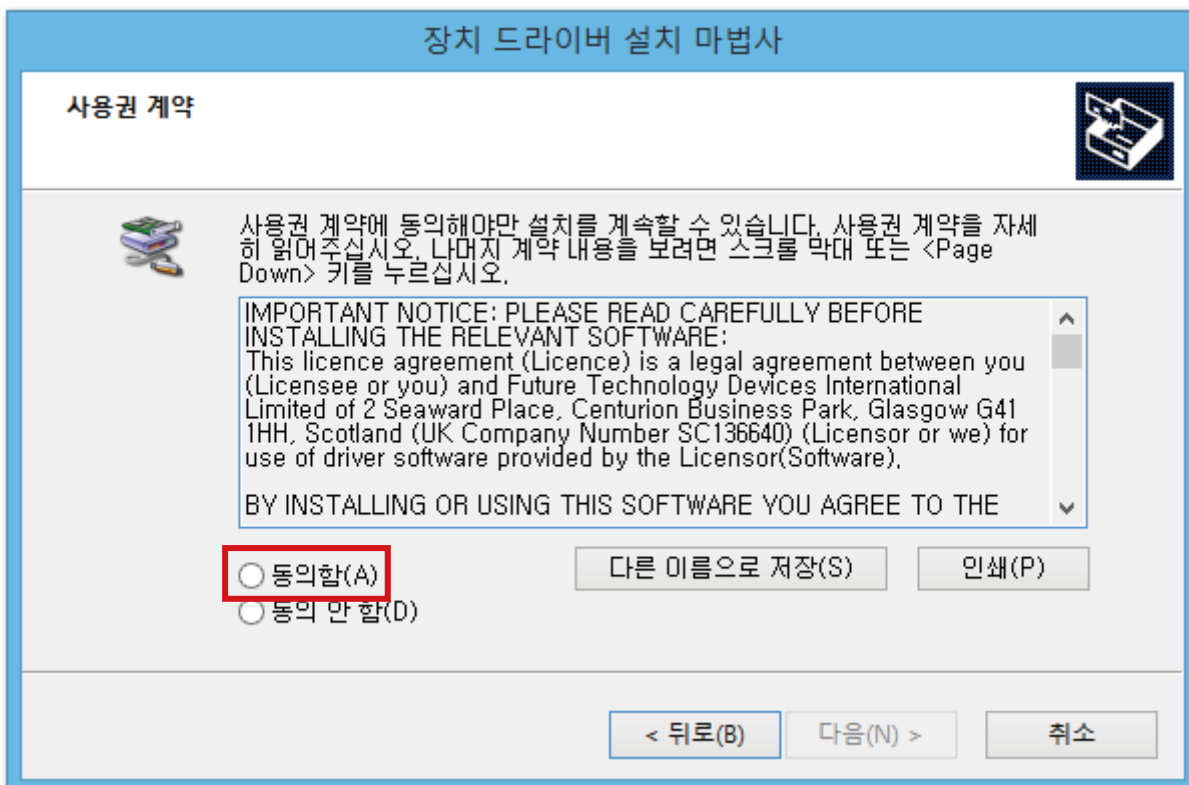 장치 드라이버 설치 마법사
사용권 계약
사용권 계약에 동의해야만 설치를 계속할 수 있습니다. 사용권 계약을 자세
히 읽어주십시오. 나머지 계약 내용을 보려면 스크롤 막대 또는 <Page
Down> 키를 누르십시오.
IMPORTANT NOTICE: PLEASE READ CAREFULLY BEFORE
INSTALLING THE RELEVANT SOFTWARE:
This licence agreement (Licence) is a legal agreement between you
(Licensee or you) and Future Technology Devices International
Limited of 2 Seaward Place, Centurion Business Park, Glasgow G41
1HH, Scotland (UK Company Number SC136640) (Licensor or we) for
use of driver software provided by the Licensor(Software).
BY INSTALLING OR USING THIS SOFTWARE YOU AGREE TO THE
동의함(A)
다른 이름으로 저장(S)
인쇄(P)
동의 안 함(D)
< 뒤로(B)
다음(N) >
취소